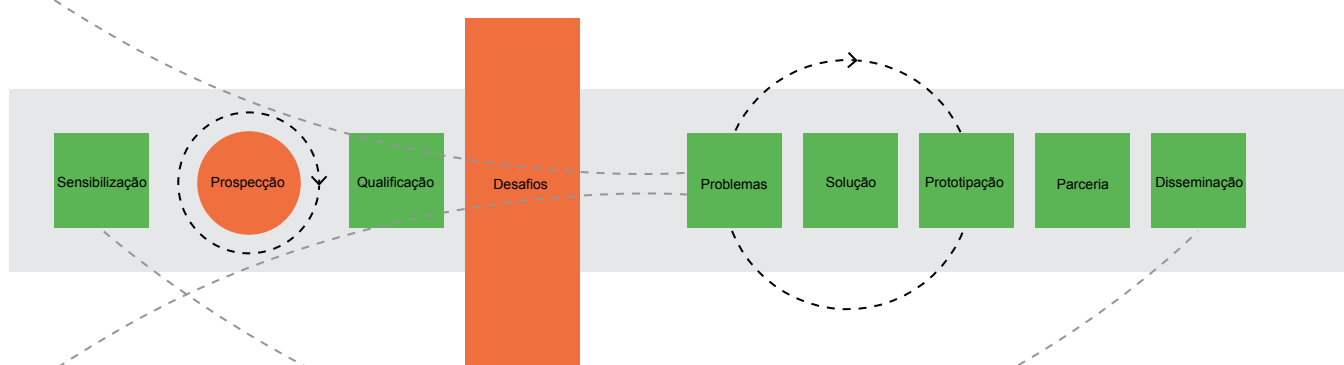 Sensibilização
Prospecção
Qualificação
Desafios
Problemas
Solução
Prototipação
Parceria
Disseminação